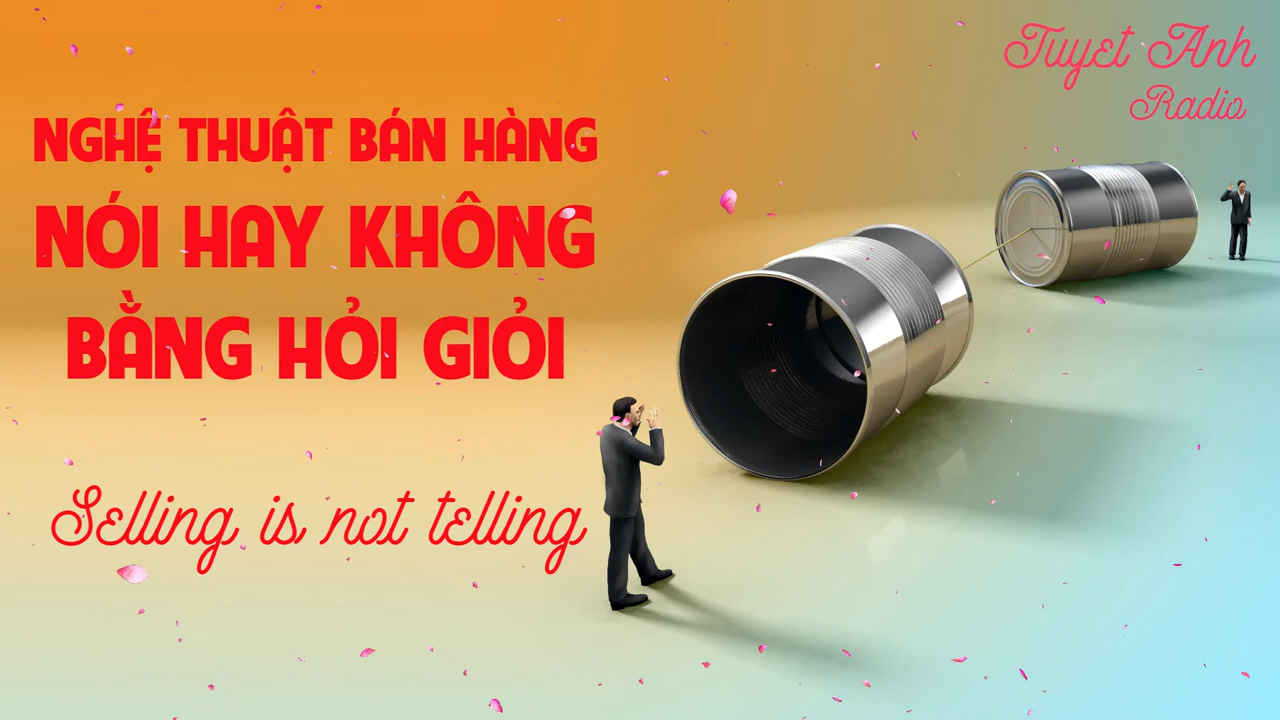 Tuyet Anh
Radio
NGHỆ THUẬT BÁN HÀNG
NÓI HAY KHÔNG
BẰNG HỎI GIỎI
Selling is not telling